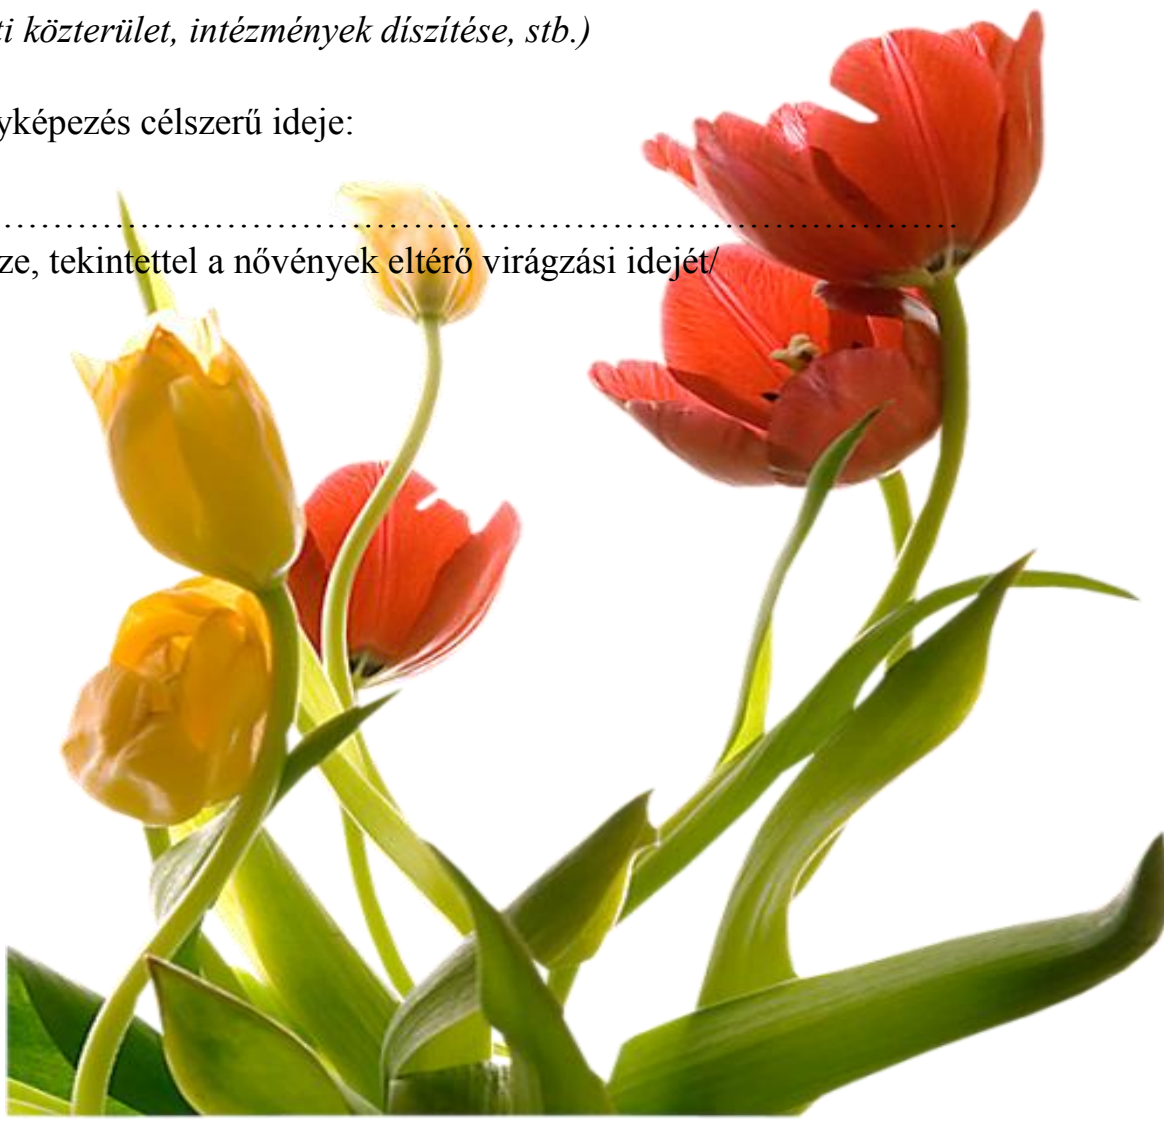 ti közterület, intézmények díszítése, stb.)
yképezés célszerű ideje:
……………………………………………………………………………
ze, tekintettel a nővények eltérő virágzási idejét/